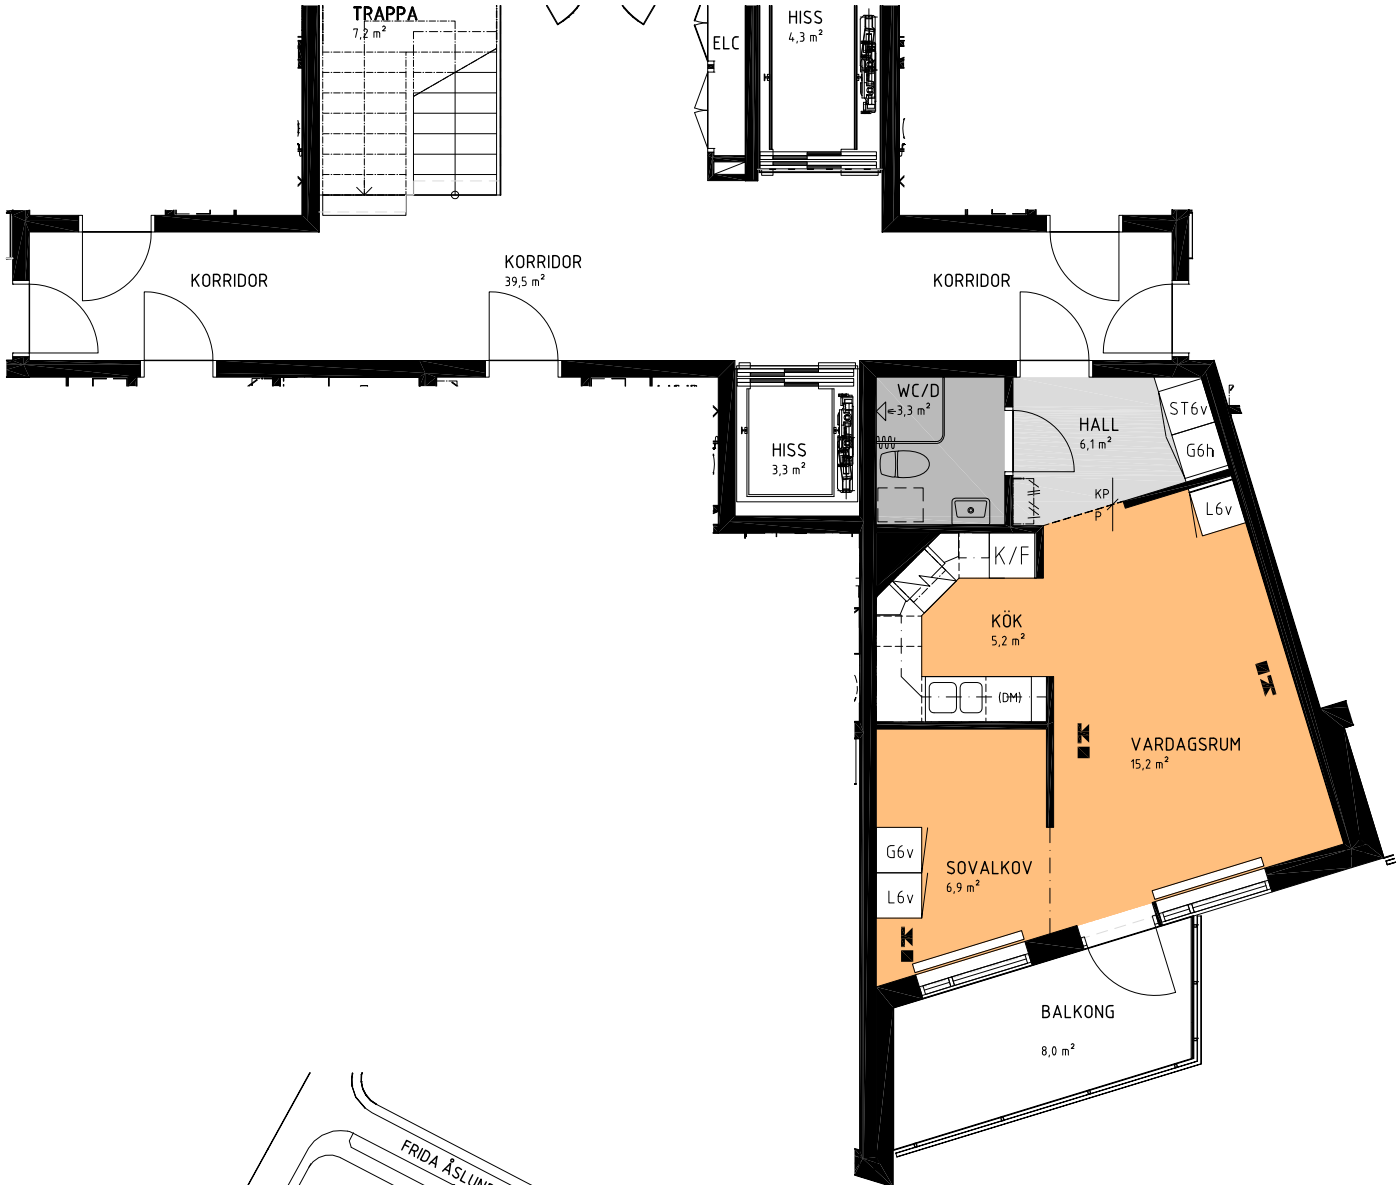 TRAPPA
7,2 m²
ELC
HISS
4,3 m²
KORRIDOR
KORRIDOR
39,5 m²
KORRIDOR
WC/D
3,3 m²
HALL
6,1 m²
ST6v
G6h
HISS
3,3 m²
KP
P
L6v
K/F
KÖK
5,2 m²
(DM)
K
K
VARDAGSRUM
15,2 m²
G6v
SOVALKOV
6,9 m²
L6v
K
BALKONG
8,0 m²